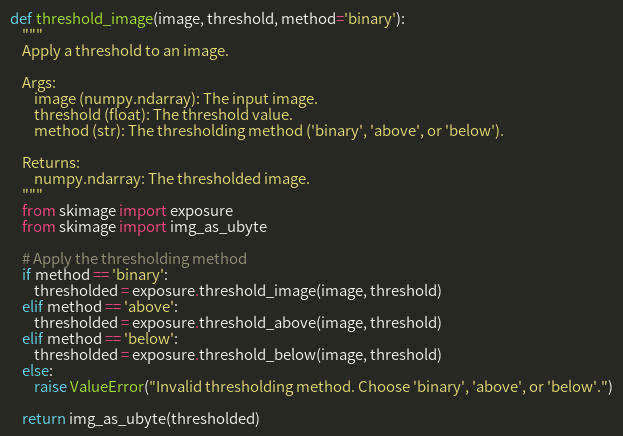 def threshold_image(image, threshold, method='binary'):
    """
    Apply a threshold to an image.

    Args:
        image (numpy.ndarray): The input image.
        threshold (float): The threshold value.
        method (str): The thresholding method ('binary', 'above', or 'below').

    Returns:
        numpy.ndarray: The thresholded image.
    """
    from skimage import exposure
    from skimage import img_as_ubyte

    # Apply the thresholding method
    if method == 'binary':
        thresholded = exposure.threshold_image(image, threshold)
    elif method == 'above':
        thresholded = exposure.threshold_above(image, threshold)
    elif method == 'below':
        thresholded = exposure.threshold_below(image, threshold)
    else:
        raise ValueError("Invalid thresholding method. Choose 'binary', 'above', or 'below'.")

    return img_as_ubyte(thresholded)